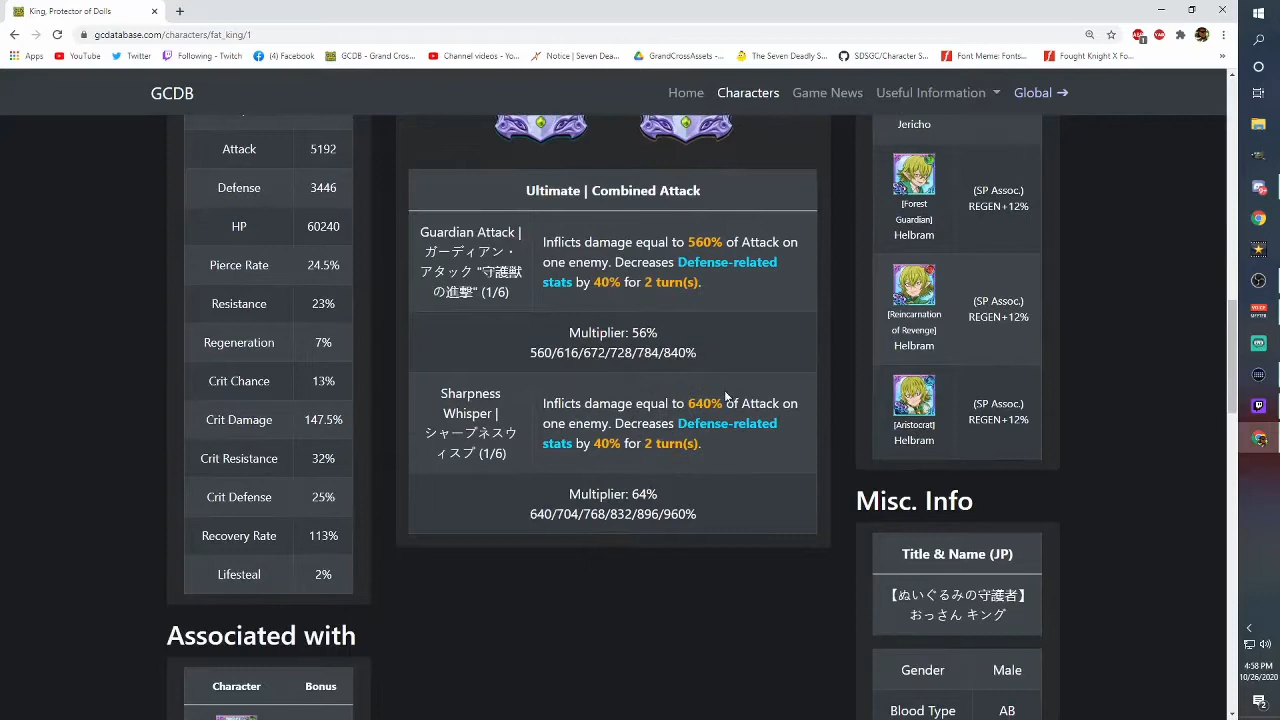 King, Protector of Dolls
gcdatabase.com/characters/fat_king/1
Apps
YouTube
Twitter
Following - Twitch
(4) Facebook
GCDB - Grand Cros...
Channel videos - Yo...
Notice | Seven Dea...
GrandCrossAssets -...
The Seven Deadly S...
SDSGC/Character S...
Font Meme: Fonts...
Fought Knight X Fo...
GCDB
Home
Characters
Game News
Useful Information
Global
Attack 5192
Defense 3446
HP 60240
Pierce Rate 24.5%
Resistance 23%
Regeneration 7%
Crit Chance 13%
Crit Damage 147.5%
Crit Resistance 32%
Crit Defense 25%
Recovery Rate 113%
Lifesteal 2%
Associated with
Character Bonus
Ultimate | Combined Attack
Guardian Attack |
ガーディアン・
アタック "守護獣
の進撃" (1/6)
Inflicts damage equal to 560% of Attack on
one enemy. Decreases Defense-related
stats by 40% for 2 turn(s).
Multiplier: 56%
560/616/672/728/784/840%
Sharpness
Whisper |
シャープネスウ
ィスプ (1/6)
Inflicts damage equal to 640% of Attack on
one enemy. Decreases Defense-related
stats by 40% for 2 turn(s).
Multiplier: 64%
640/704/768/832/896/960%
Jericho
[Forest
Guardian]
Helbram
(SP Assoc.)
REGEN+12%
[Reincarnation
of Revenge]
Helbram
(SP Assoc.)
REGEN+12%
[Aristocrat]
Helbram
(SP Assoc.)
REGEN+12%
Misc. Info
Title & Name (JP)
【ぬいぐるみの守護者】
おっさん キング
Gender Male
Blood Type AB
4:58 PM
10/26/2020